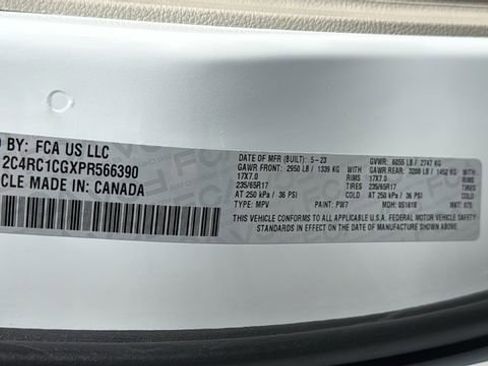 D BY: FCA US LLC
2C4RC1CGXPR566390
CLE MADE IN: CANADA
DATE OF MFR (BUILT): 5-23 GVWR: 6055 LB / 2747 KG
GAWR FRONT: 2950 LB / 1339 KG WITH GAWR REAR: 3200 LB / 1452 KG WITH
17X7.0 RIMS 17X7.0 RIMS
235/65R17 TIRES 235/65R17 TIRES
AT 250 kPa / 36 PSI COLD AT 250 kPa / 36 PSI COLD
TYPE: MPV PAINT: PW7 MDH: 051618
THIS VEHICLE CONFORMS TO ALL APPLICABLE U.S.A. FEDERAL MOTOR VEHICLE SAFETY
STANDARDS IN EFFECT ON THE DATE OF MANUFACTURE SHOWN ABOVE